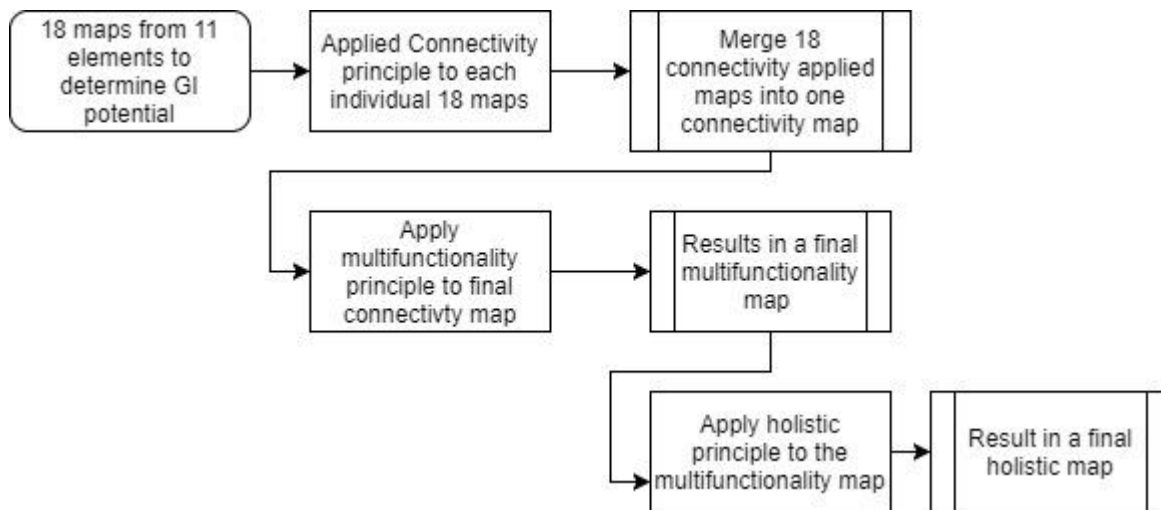 18 maps from 11
elements to
determine GI
potential
Applied Connectivity
principle to each
individual 18 maps
Merge 18
connectivity applied
maps into one
connectivity map
Apply
multifunctionality
principle to final
connectivty map
Results in a final
multifunctionality
map
Apply holistic
principle to the
multifunctionality map
Result in a final
holistic map